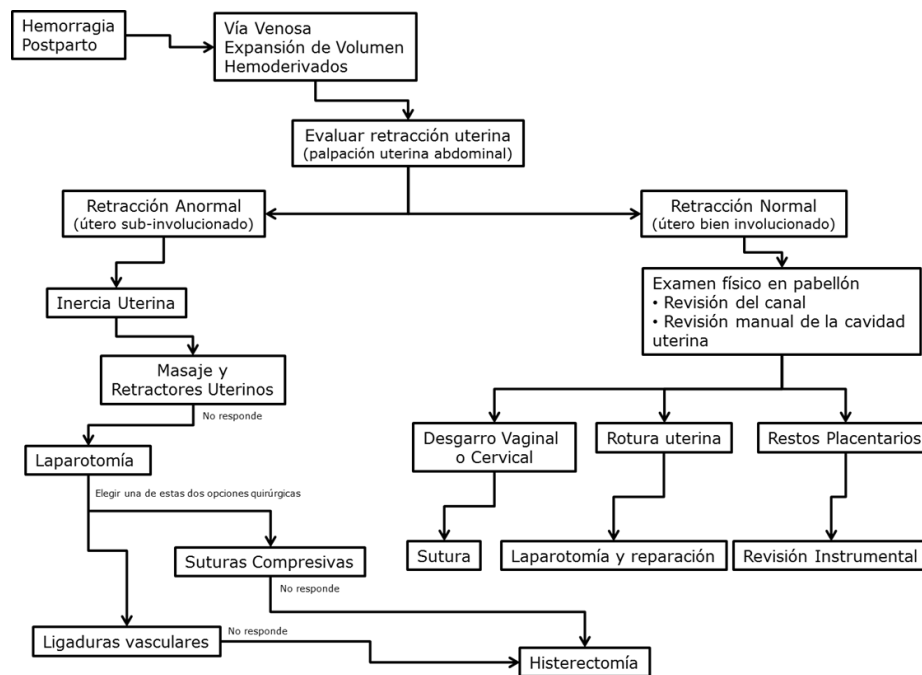 Hemorragia
Postparto
Vía Venosa
Expansión de Volumen
Hemoderivados
Evaluar retracción uterina
(palpación uterina abdominal)
Retracción Anormal
(útero sub-involucionado)
Retracción Normal
(útero bien involucionado)
Inercia Uterina
Examen físico en pabellón
• Revisión del canal
• Revisión manual de la cavidad
uterina
Masaje y
Retractores Uterinos
No responde
Laparotomía
Desgarro Vaginal
o Cervical
Rotura uterina
Restos Placentarios
Elegir una de estas dos opciones quirúrgicas
Suturas Compresivas
Sutura
Laparotomía y reparación
Revisión Instrumental
No responde
Ligaduras vasculares
No responde
Histerectomía